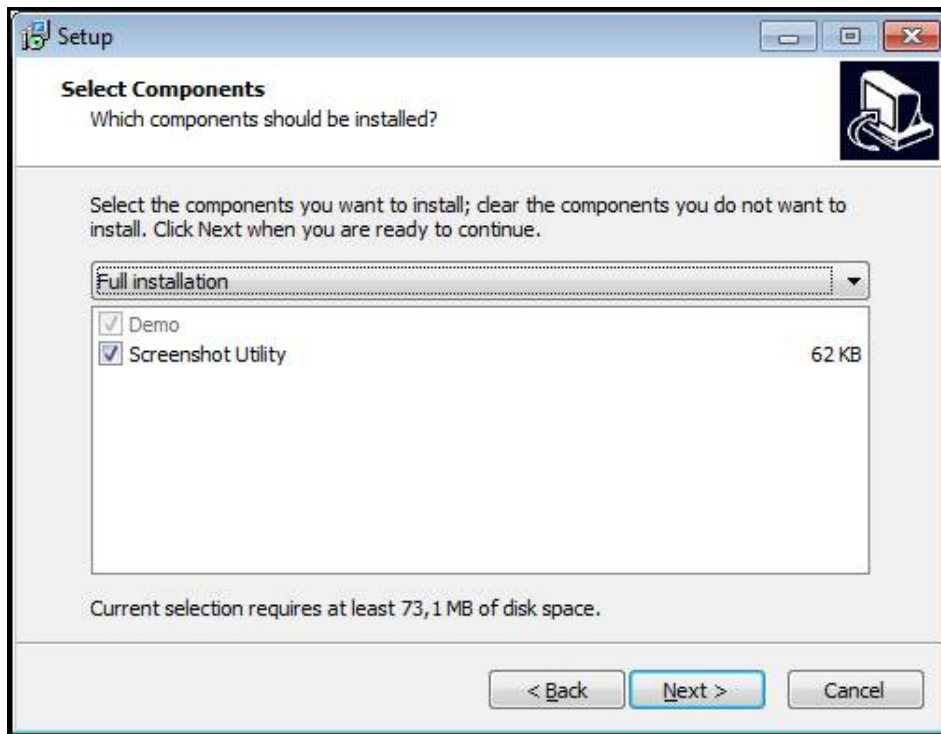 Setup
Select Components
Which components should be installed?
Select the components you want to install; clear the components you do not want to
install. Click Next when you are ready to continue.
Full installation
Demo
Screenshot Utility 62 KB
Current selection requires at least 73,1 MB of disk space.
< Back Next > Cancel